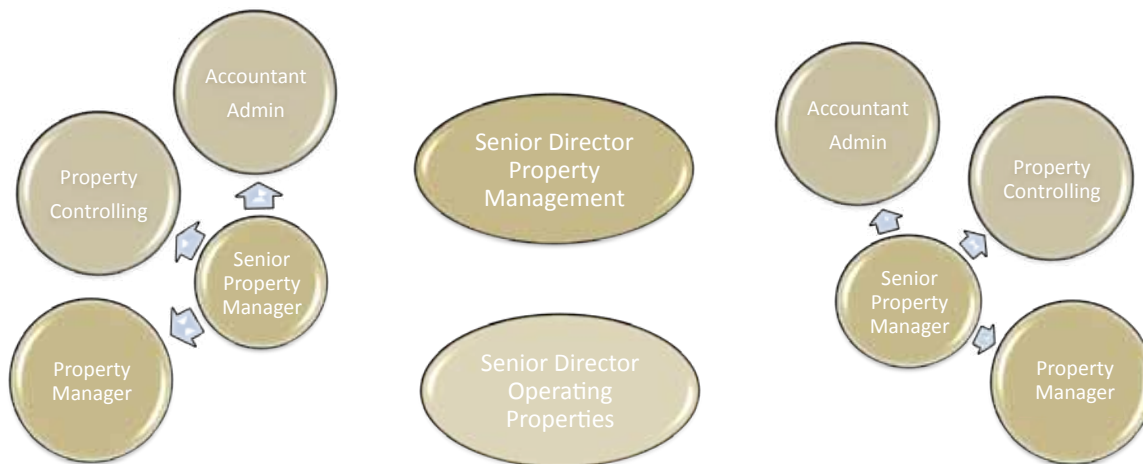 Accountant
Admin
Property
Controlling
Senior
Property
Manager
Property
Manager
Senior Director
Property
Management
Senior Director
Operating
Properties
Accountant
Admin
Property
Controlling
Senior
Property
Manager
Property
Manager